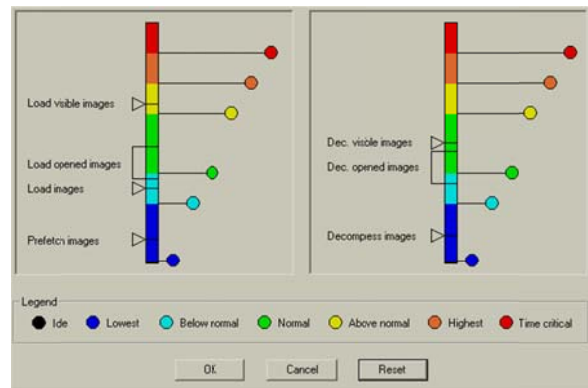 Load visible images
Load opened images
Load images
Prefetch images
Dec. visible images
Dec. opened images
Decompress images
Legend
Ide
Lowest
Below normal
Normal
Above normal
Highest
Time critical
OK
Cancel
Reset